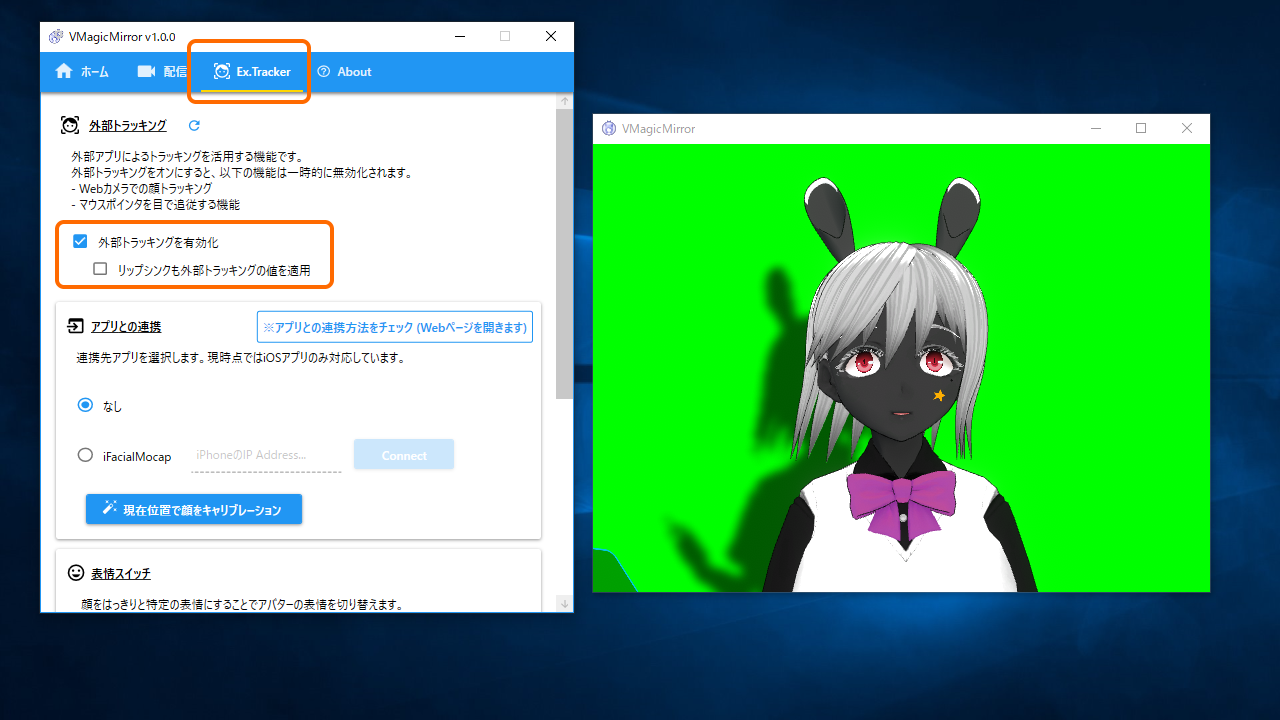 VMagicMirror v1.0.0
ホーム
配信
Ex.Tracker
About
外部トラッキング
外部アプリによるトラッキングを活用する機能です。
外部トラッキングをオンにすると、以下の機能は一時的に無効化されます。
- Webカメラでの顔トラッキング
- マウスポインタを目で追従する機能
外部トラッキングを有効化
リップシンクも外部トラッキングの値を適用
アプリとの連携
※アプリとの連携方法をチェック (Webページを開きます)
連携先アプリを選択します。現時点ではiOSアプリのみ対応しています。
なし
iFacialMocap
iPhoneのIP Address...
Connect
現在位置で顔をキャリブレーション
表情スイッチ
顔をはっきりと特定の表情にすることでアバターの表情を切り替えます。
VMagicMirror